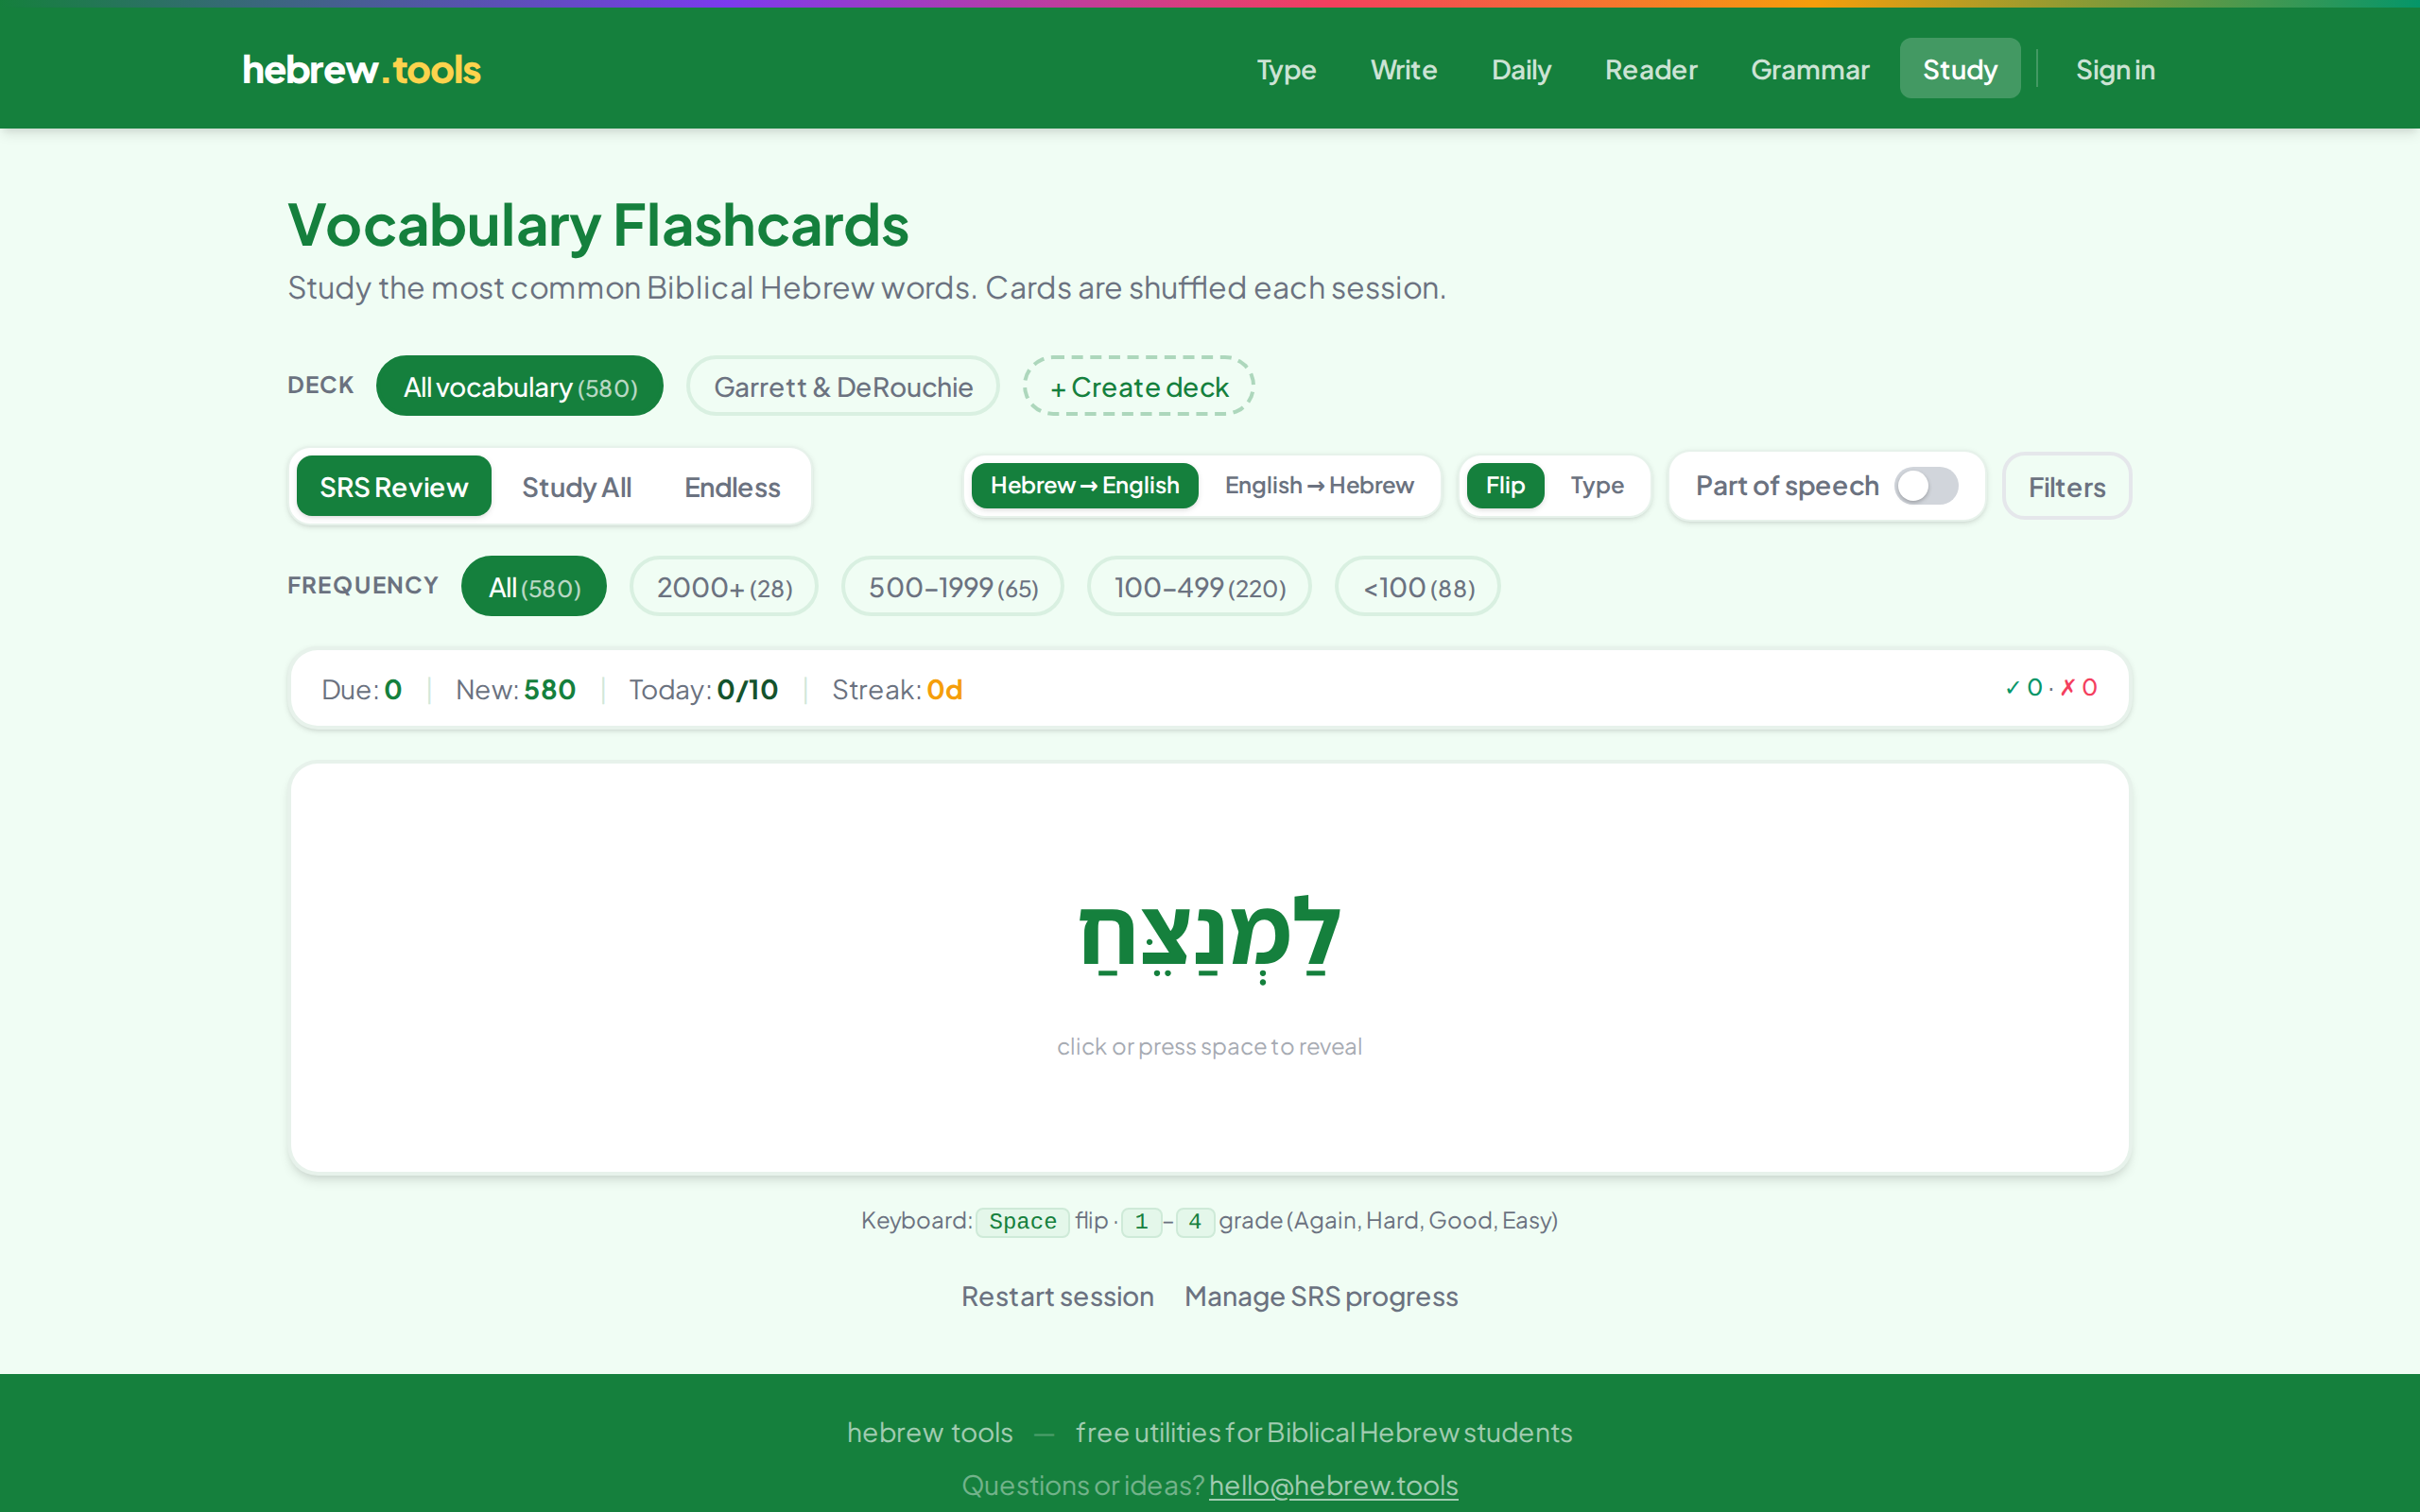 hebrew.tools
Type Write Daily Reader Grammar Study Sign in
Vocabulary Flashcards
Study the most common Biblical Hebrew words. Cards are shuffled each session.
DECK All vocabulary (580) Garrett & DeRouchie + Create deck
SRS Review Study All Endless Hebrew → English English → Hebrew Flip Type Part of speech Filters
FREQUENCY All (580) 2000+ (28) 500–1999 (65) 100–499 (220) <100 (88)
Due: 0 New: 580 Today: 0/10 Streak: 0d ✓ 0 · ✗ 0
לַמְנַצֵּחַ
click or press space to reveal
Keyboard: Space flip · 1 – 4 grade (Again, Hard, Good, Easy)
Restart session Manage SRS progress
hebrew tools — free utilities for Biblical Hebrew students
Questions or ideas? hello@hebrew.tools